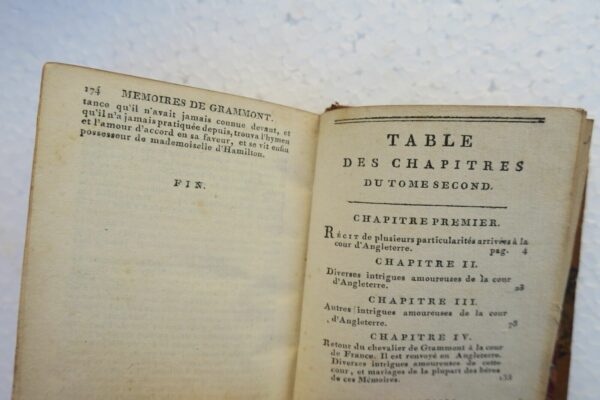 174 MEMOIRES DE GRAMMONT.
tance qu'il n'avait jamais connue devant, et
qu'il n'a jamais pratiquée depuis, trouva l'hymen
et l'amour d'accord en sa faveur, et se vit enfin
possesseur de mademoiselle d'Hamilton.
FIN.
TABLE
DES CHAPITRES
DU TOME SECOND.
CHAPITRE PREMIER.
RÉCIT de plusieurs particularités arrivées à la
cour d'Angleterre. pag. 4
CHAPITRE II.
Diverses intrigues amoureuses de la cour
d'Angleterre. 28
CHAPITRE III.
Autres intrigues amoureuses de la cour
d'Angleterre. 78
CHAPITRE IV.
Retour du chevalier de Grammont à la cour
de France. Il est renvoyé en Angleterre.
Diverses intrigues amoureuses de cette
cour, et mariages de la plupart des héros
de ces Mémoires.